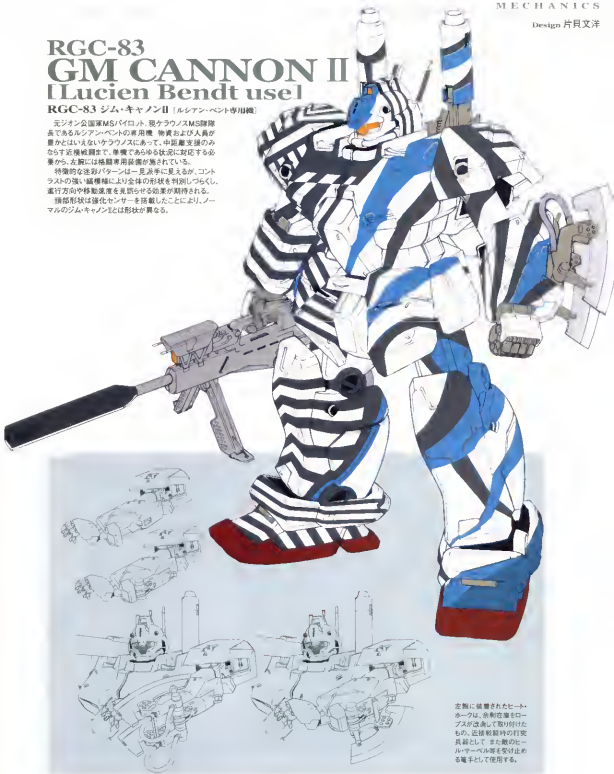 MECHANICS
Design 片貝文洋
RGC-83
GM CANNON II
[Lucien Bendt use]
RGC-83 ジム・キャノンII [ルシアン・ベント専用機]
元ジオン公国軍MSパイロット、現ケラウノスMS隊隊
長であるルシアン・ベントの専用機 物資および人員が
豊かとはいえないケラウノスにあって、中距離支援のみ
ならず近接戦闘まで、単機であらゆる状況に対応する必
要から、左腕には格闘専用装備が施されている。
特徴的な迷彩パターンは一見派手に見えるが、コント
ラストの強い縞模様により全体の形状を判別しづらくし、
進行方向や移動速度を見誤らせる効果が期待される。
頭部形状は強化センサーを搭載したことにより、ノー
マルのジム・キャノンIIとは形状が異なる。
左腕に装着されたヒート・
ホークは、余剰在庫をロー
プスが改造して取り付けた
もの。近接戦闘時の打突
兵器として また敵のヒー
ル・サーベル等を受け止め
る篭手として使用する。